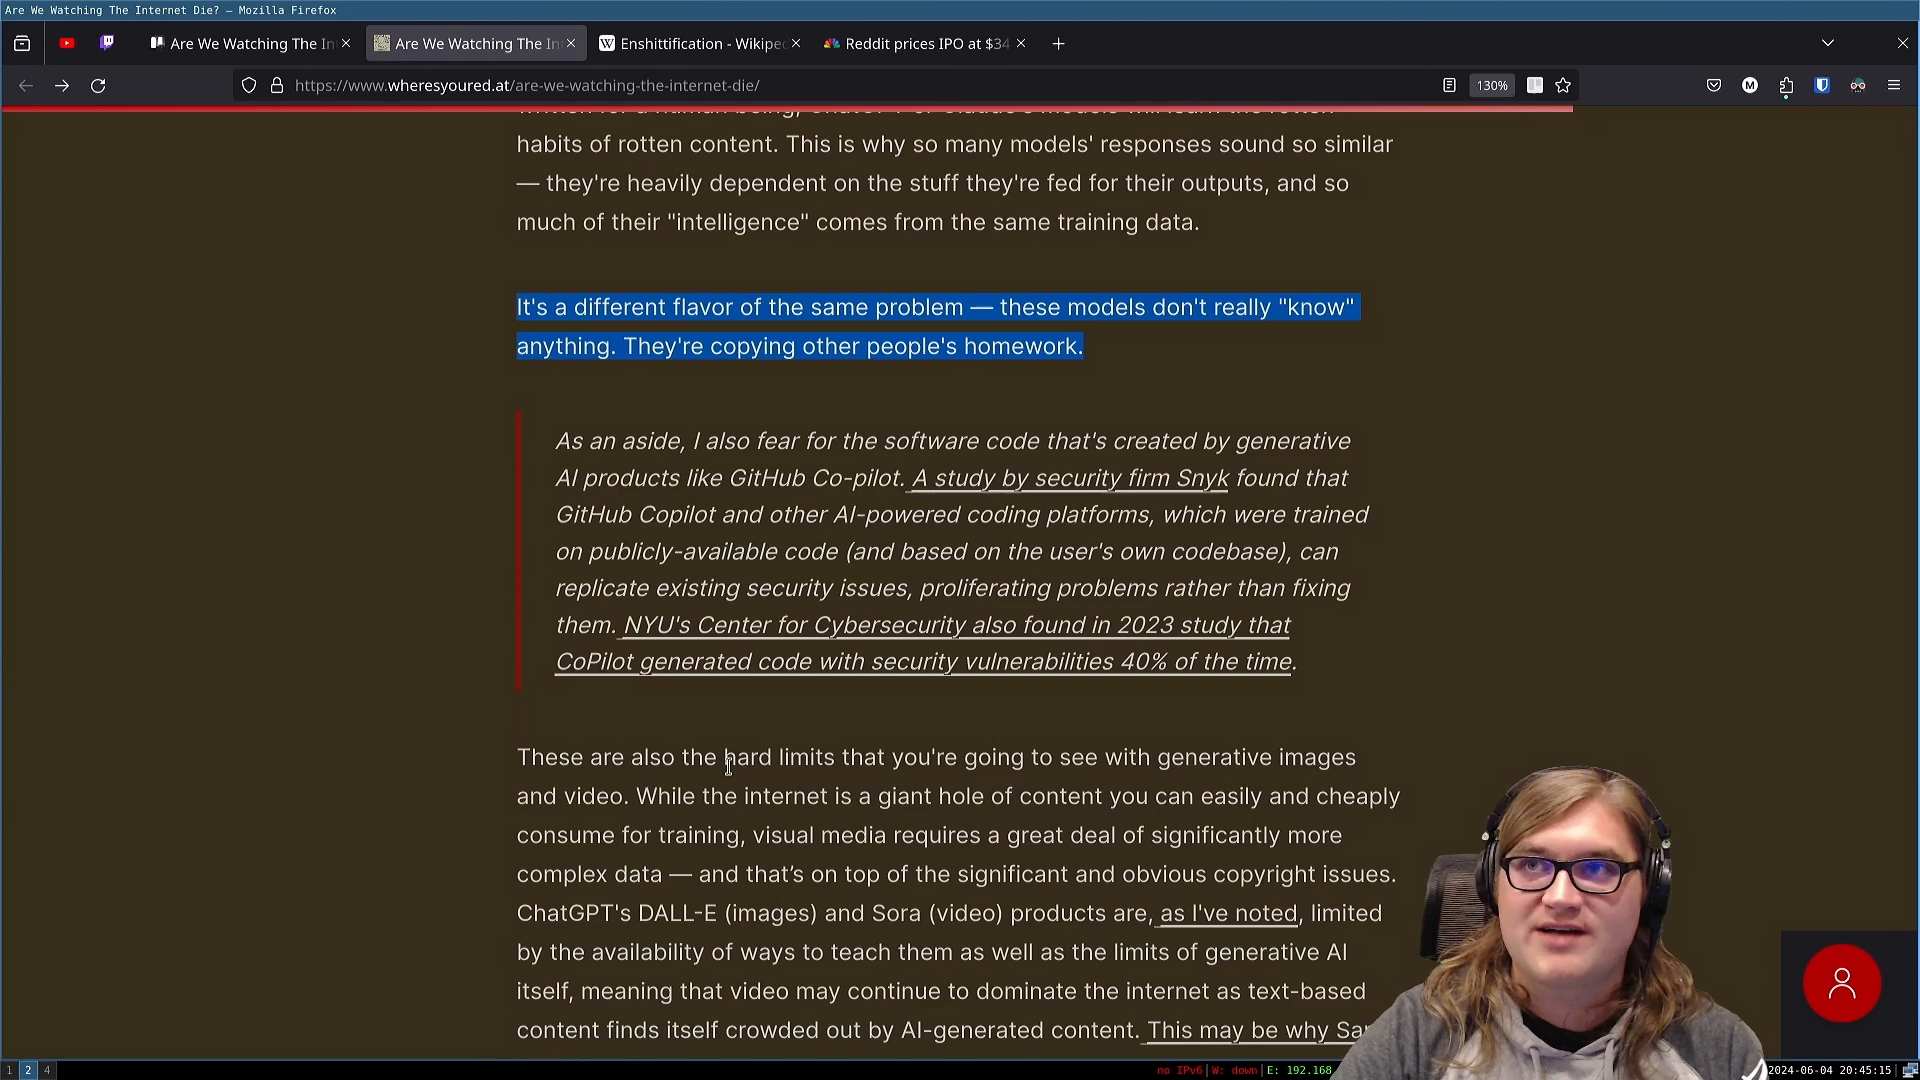 Are We Watching The Internet Die? — Mozilla Firefox
Are We Watching The In
Are We Watching The In
Enshittification - Wikiped
Reddit prices IPO at $34
https://www.wheresyoured.at/are-we-watching-the-internet-die/
130%
M
habits of rotten content. This is why so many models' responses sound so similar
— they're heavily dependent on the stuff they're fed for their outputs, and so
much of their "intelligence" comes from the same training data.
It's a different flavor of the same problem — these models don't really "know"
anything. They're copying other people's homework.
As an aside, I also fear for the software code that's created by generative
AI products like GitHub Co-pilot. A study by security firm Snyk found that
GitHub Copilot and other AI-powered coding platforms, which were trained
on publicly-available code (and based on the user's own codebase), can
replicate existing security issues, proliferating problems rather than fixing
them. NYU's Center for Cybersecurity also found in 2023 study that
CoPilot generated code with security vulnerabilities 40% of the time.
These are also the hard limits that you're going to see with generative images
and video. While the internet is a giant hole of content you can easily and cheaply
consume for training, visual media requires a great deal of significantly more
complex data — and that’s on top of the significant and obvious copyright issues.
ChatGPT's DALL-E (images) and Sora (video) products are, as I've noted, limited
by the availability of ways to teach them as well as the limits of generative AI
itself, meaning that video may continue to dominate the internet as text-based
content finds itself crowded out by AI-generated content. This may be why Sa
1 2 4
no IPv6|W: down|E: 192.168
2024-06-04 20:45:15